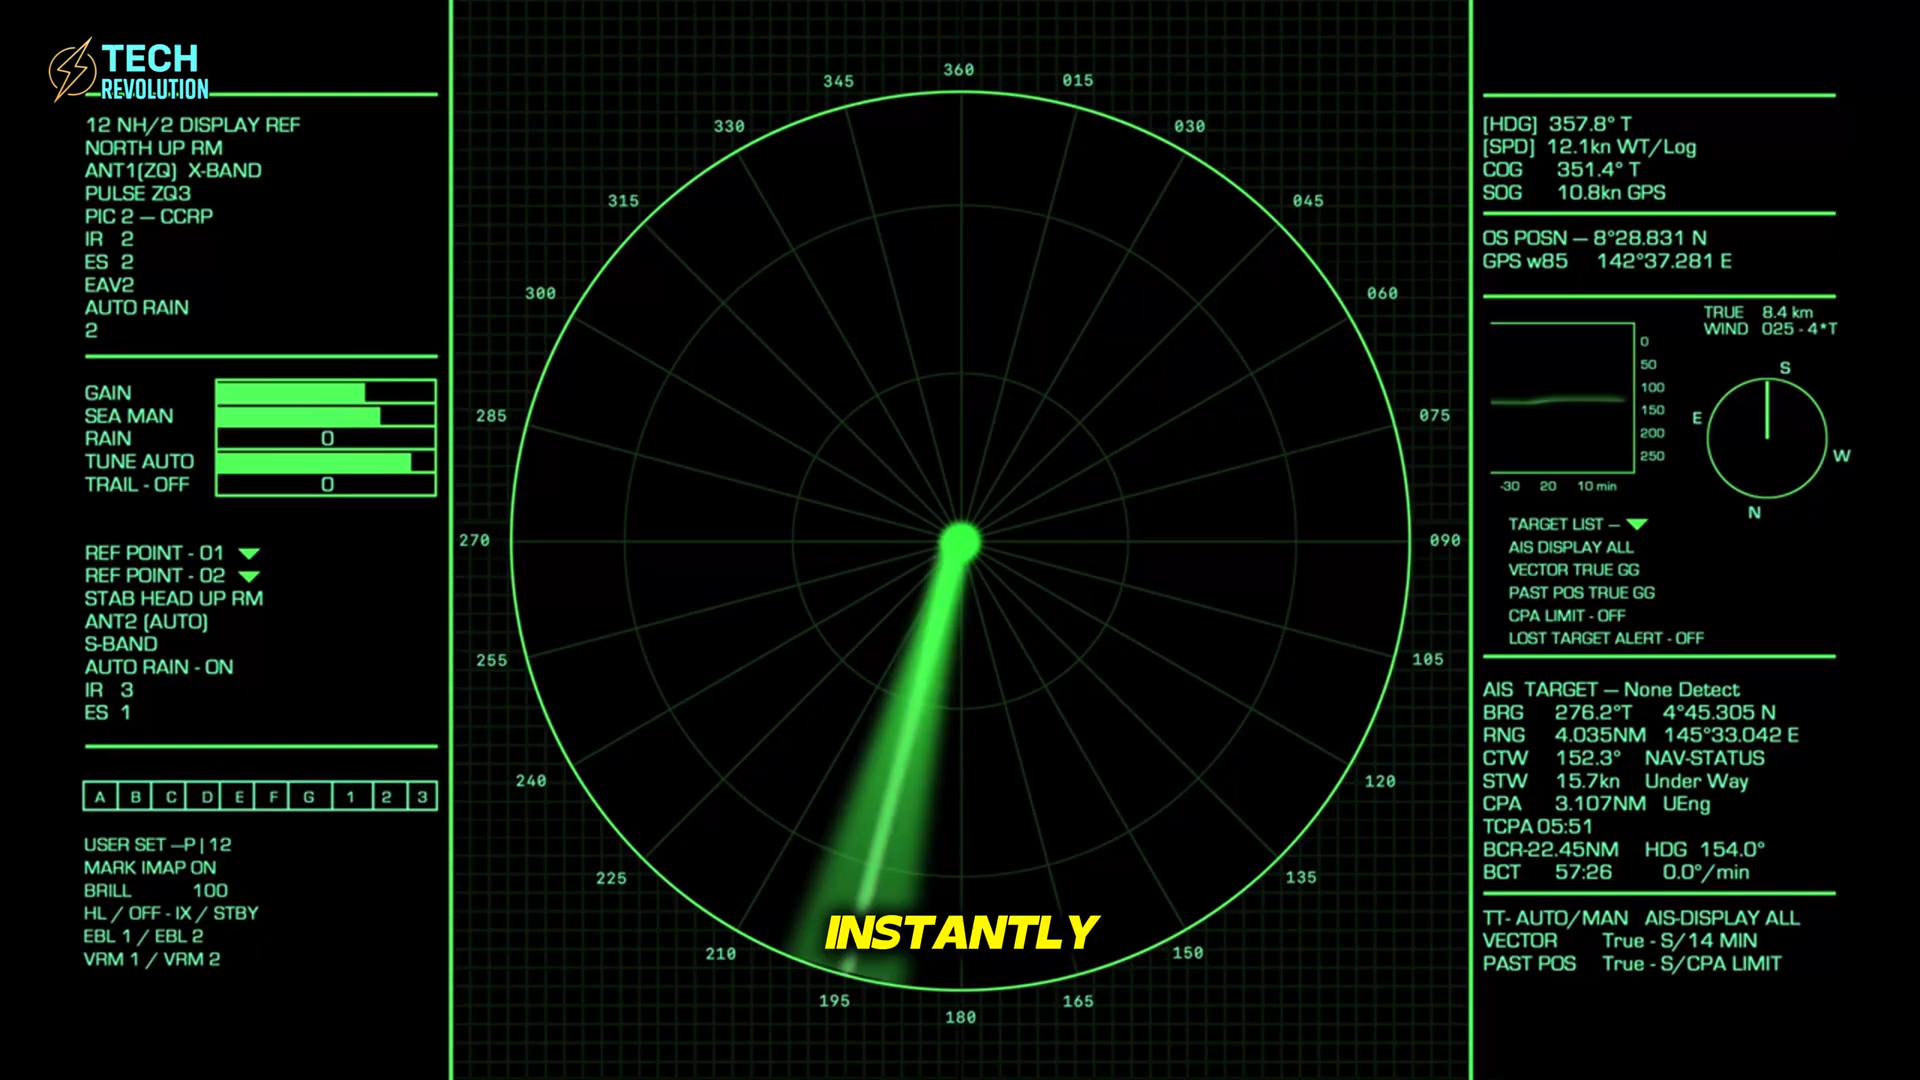 TECH
REVOLUTION
12 NH/2 DISPLAY REF
NORTH UP RM
ANT1(ZQ) X-BAND
PULSE ZQ3
PIC 2 – CCRP
IR 2
ES 2
EAV2
AUTO RAIN
2
GAIN
SEA MAN
RAIN 0
TUNE AUTO
TRAIL - OFF 0
REF POINT - 01
REF POINT - 02
STAB HEAD UP RM
ANT2 (AUTO)
S-BAND
AUTO RAIN - ON
IR 3
ES 1
A B C D E F G 1 2 3
USER SET –P | 12
MARK IMAP ON
BRILL 100
HL / OFF - IX / STBY
EBL 1 / EBL 2
VRM 1 / VRM 2
360
015
030
045
060
075
090
105
120
135
150
165
180
195
210
225
240
255
270
285
300
315
330
345
INSTANTLY
[HDG] 357.8° T
[SPD] 12.1kn WT/Log
COG 351.4° T
SOG 10.8kn GPS
OS POSN – 8°28.831 N
GPS w85 142°37.281 E
TRUE 8.4 km
WIND 025 - 4*T
0
50
100
150
200
250
-30 20 10 min
S
E
W
N
TARGET LIST –
AIS DISPLAY ALL
VECTOR TRUE GG
PAST POS TRUE GG
CPA LIMIT - OFF
LOST TARGET ALERT - OFF
AIS TARGET – None Detect
BRG 276.2°T 4°45.305 N
RNG 4.035NM 145°33.042 E
CTW 152.3° NAV-STATUS
STW 15.7kn Under Way
CPA 3.107NM UEng
TCPA 05:51
BCR-22.45NM HDG 154.0°
BCT 57:26 0.0°/min
TT- AUTO/MAN AIS-DISPLAY ALL
VECTOR True - S/14 MIN
PAST POS True - S/CPA LIMIT